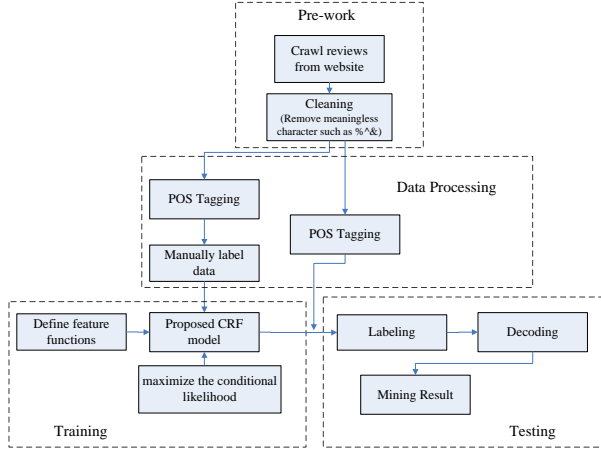 Pre-work
Crawl reviews
from website
Cleaning
(Remove meaningless
character such as %^&)
Data Processing
POS Tagging
POS Tagging
Manually label
data
Define feature
functions
Proposed CRF
model
Labeling
Decoding
maximize the conditional
likelihood
Mining Result
Training
Testing